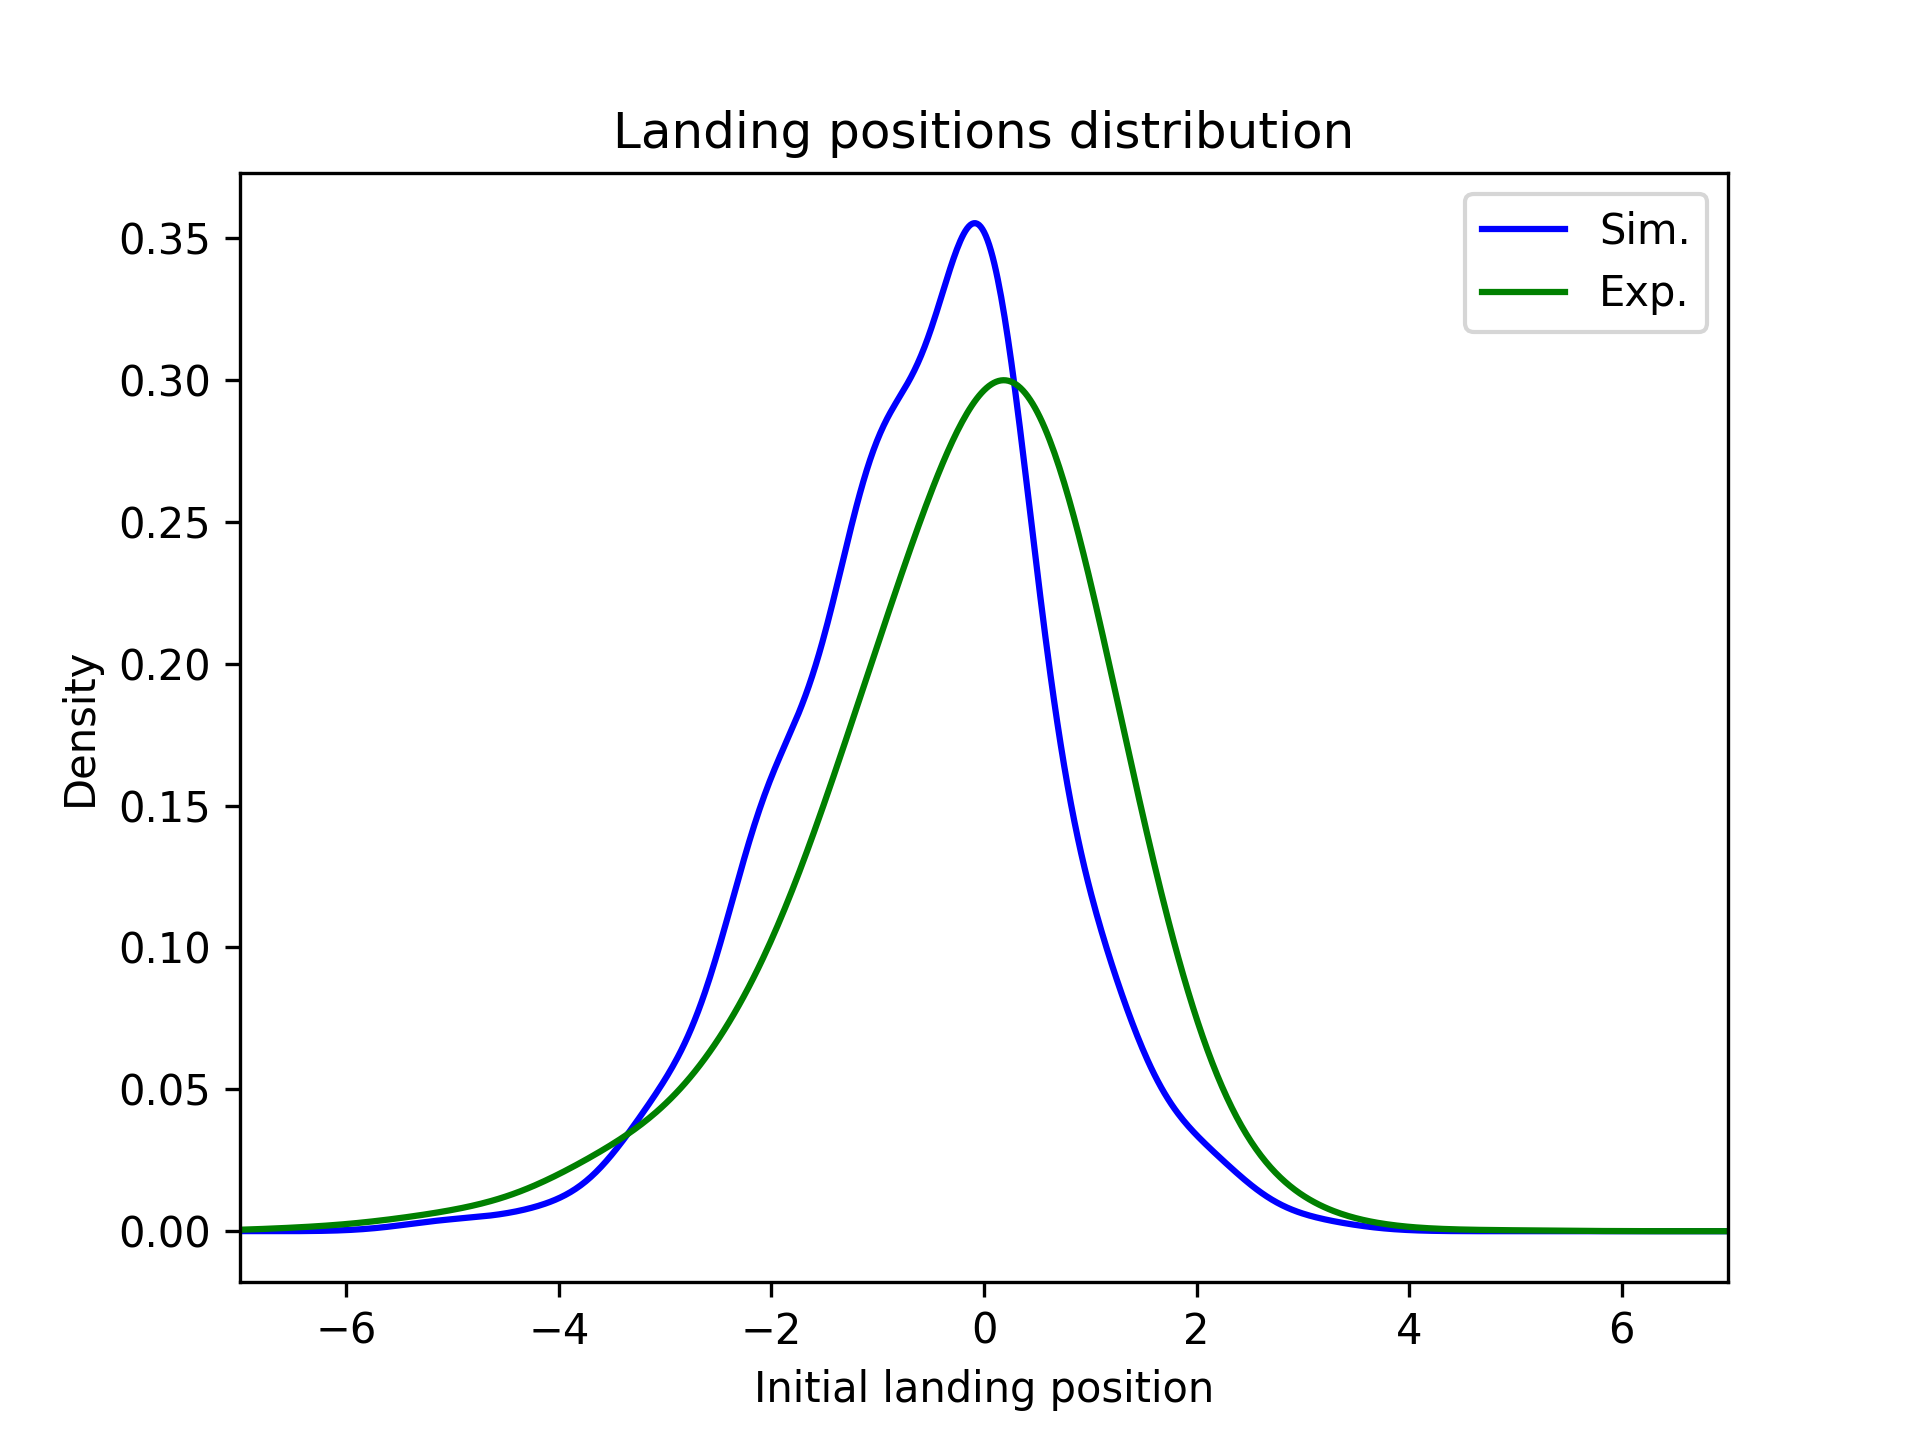 Landing positions distribution
Sim.
Exp.
0.35
0.30
0.25
0.20
0.15
0.10
0.05
0.00
Density
−6 −4 −2 0 2 4 6
Initial landing position